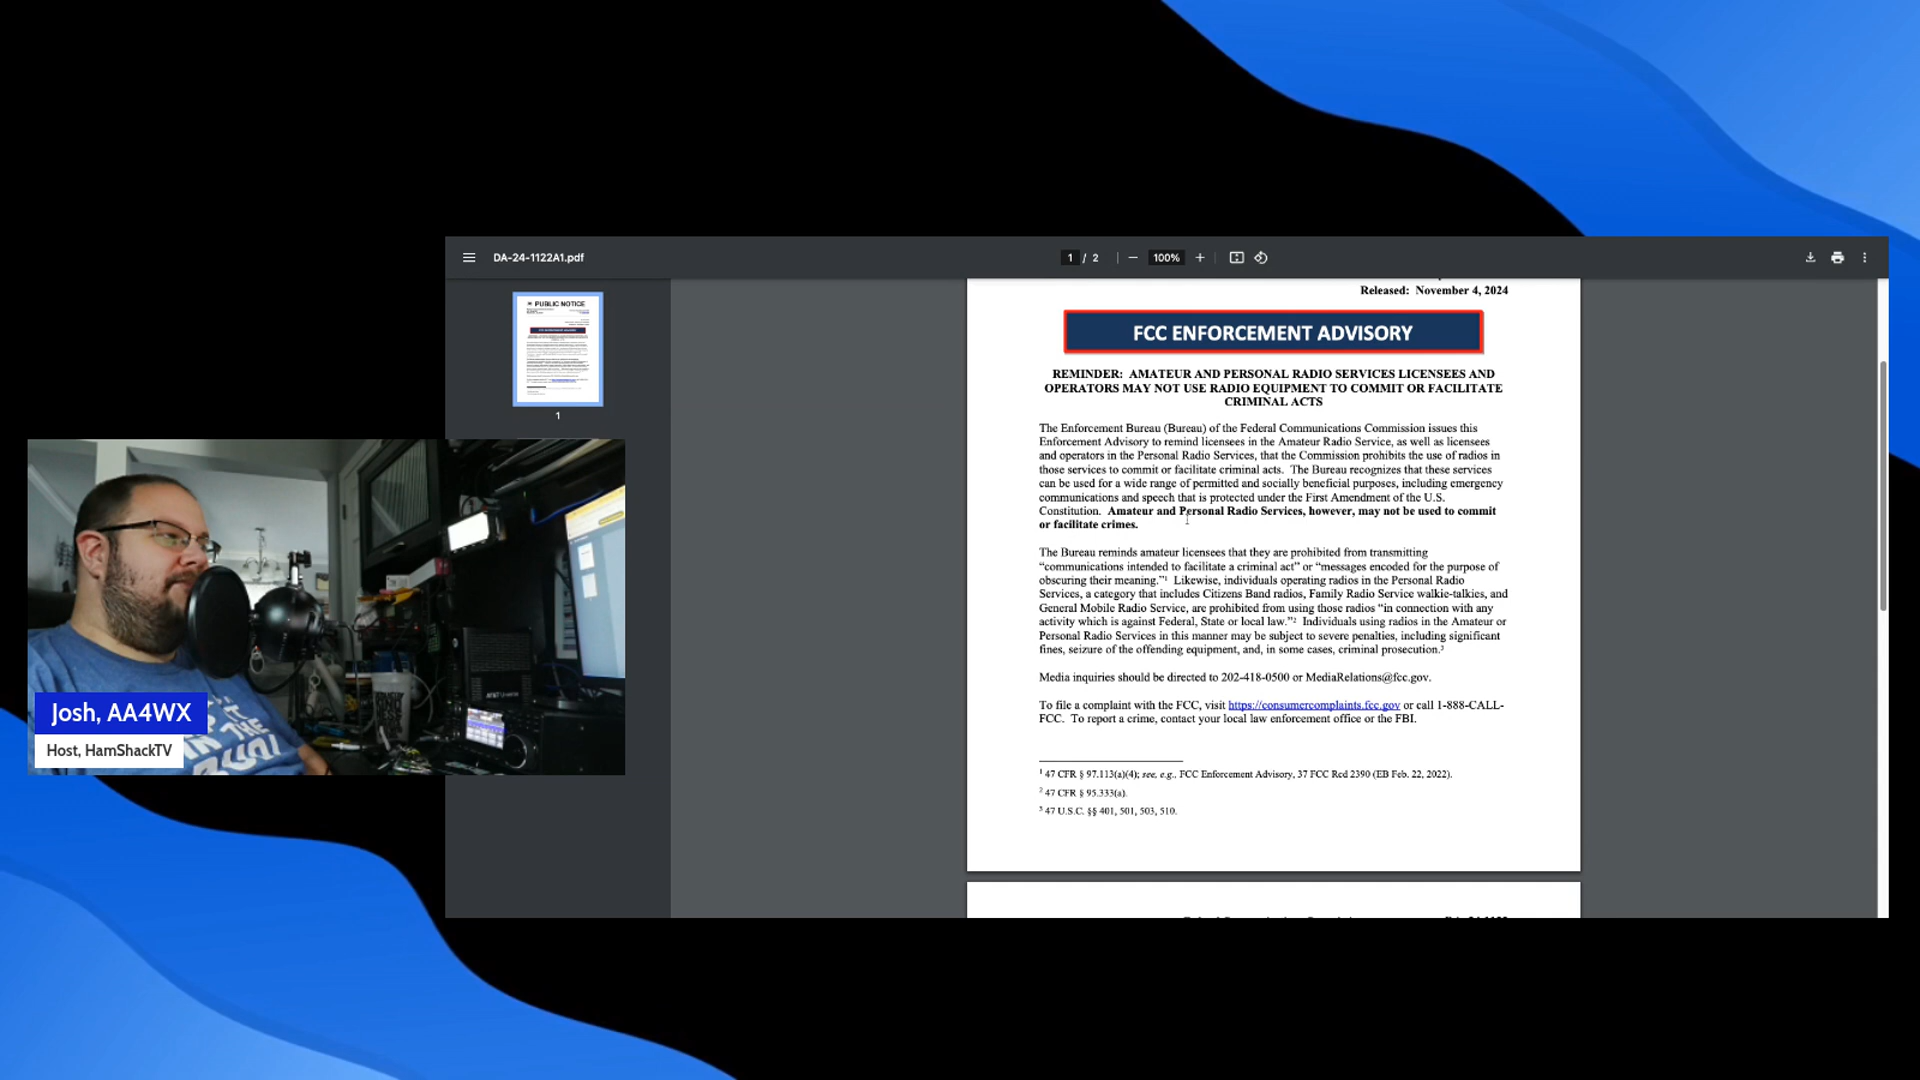 DA-24-1122A1.pdf
1 / 2
100%
Released: November 4, 2024
FCC ENFORCEMENT ADVISORY
REMINDER: AMATEUR AND PERSONAL RADIO SERVICES LICENSEES AND
OPERATORS MAY NOT USE RADIO EQUIPMENT TO COMMIT OR FACILITATE
CRIMINAL ACTS
The Enforcement Bureau (Bureau) of the Federal Communications Commission issues this
Enforcement Advisory to remind licensees in the Amateur Radio Service, as well as licensees
and operators in the Personal Radio Services, that the Commission prohibits the use of radios in
those services to commit or facilitate criminal acts. The Bureau recognizes that these services
can be used for a wide range of permitted and socially beneficial purposes, including emergency
communications and speech that is protected under the First Amendment of the U.S.
Constitution. Amateur and Personal Radio Services, however, may not be used to commit
or facilitate crimes.
The Bureau reminds amateur licensees that they are prohibited from transmitting
“communications intended to facilitate a criminal act” or “messages encoded for the purpose of
obscuring their meaning.”¹ Likewise, individuals operating radios in the Personal Radio
Services, a category that includes Citizens Band radios, Family Radio Service walkie-talkies, and
General Mobile Radio Service, are prohibited from using those radios “in connection with any
activity which is against Federal, State or local law.”² Individuals using radios in the Amateur or
Personal Radio Services in this manner may be subject to severe penalties, including significant
fines, seizure of the offending equipment, and, in some cases, criminal prosecution.³
Media inquiries should be directed to 202-418-0500 or MediaRelations@fcc.gov.
To file a complaint with the FCC, visit https://consumercomplaints.fcc.gov or call 1-888-CALL-
FCC. To report a crime, contact your local law enforcement office or the FBI.
¹ 47 CFR § 97.113(a)(4); see, e.g., FCC Enforcement Advisory, 37 FCC Rcd 2390 (EB Feb. 22, 2022).
² 47 CFR § 95.333(a).
³ 47 U.S.C. §§ 401, 501, 503, 510.
PUBLIC NOTICE
1
Josh, AA4WX
Host, HamShackTV
IN THE